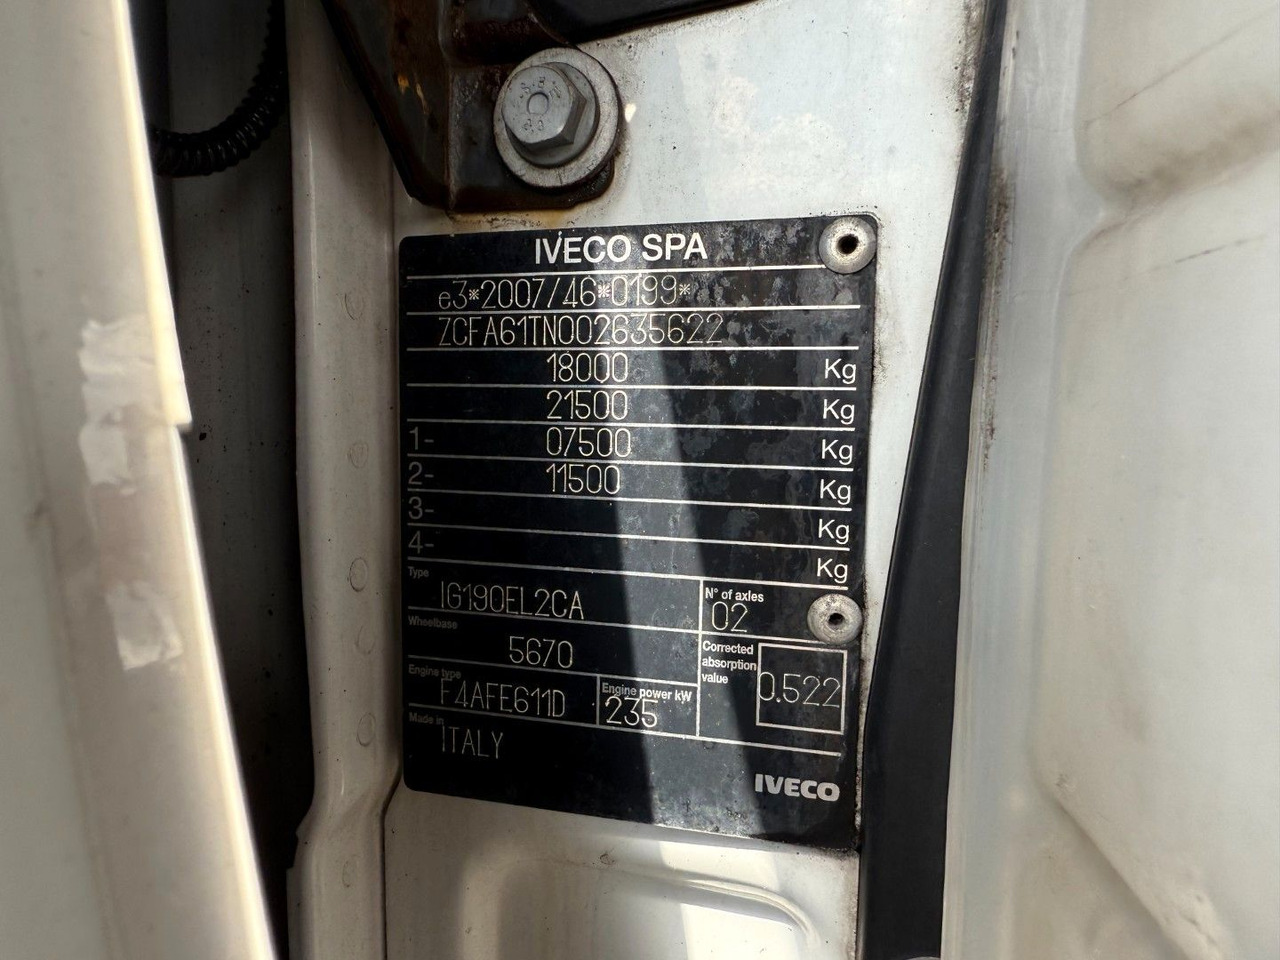 IVECO SPA
e3*2007/46*0199*
ZCFA61TN002635622
18000 Kg
21500 Kg
1- 07500 Kg
2- 11500 Kg
3- Kg
4- Kg
Type IG190EL2CA
N° of axles 02
Wheelbase 5670
Corrected absorption value 0.522
Engine type F4AFE611D
Engine power kW 235
Made in ITALY
IVECO